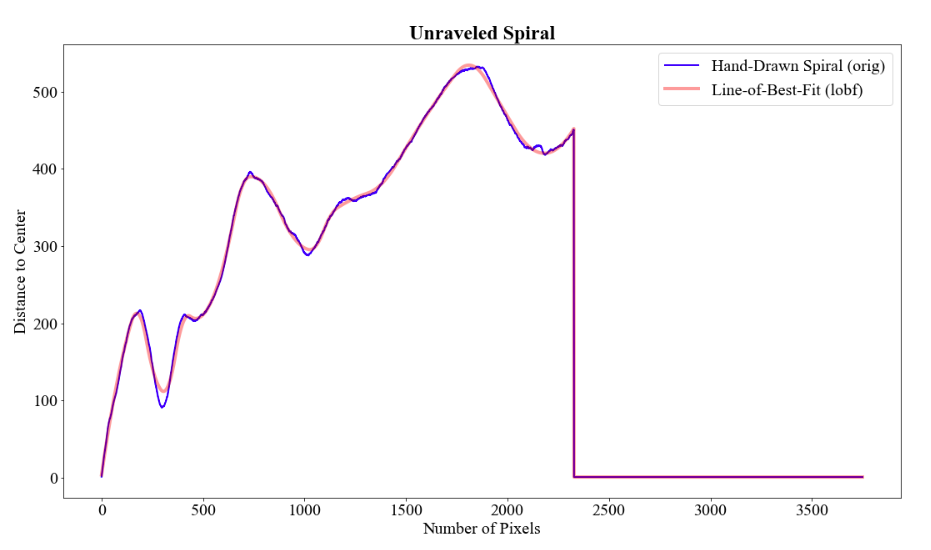 Unraveled Spiral
Hand-Drawn Spiral (orig)
Line-of-Best-Fit (lobf)
Distance to Center
500
400
300
200
100
0
0 500 1000 1500 2000 2500 3000 3500
Number of Pixels